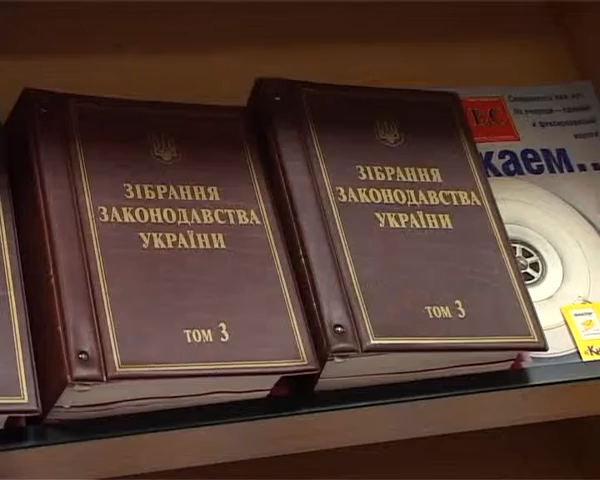 ЗІБРАННЯ
ЗАКОНОДАВСТВА
УКРАЇНИ
ТОМ 3
ЗІБРАННЯ
ЗАКОНОДАВСТВА
УКРАЇНИ
ТОМ 3
каем..